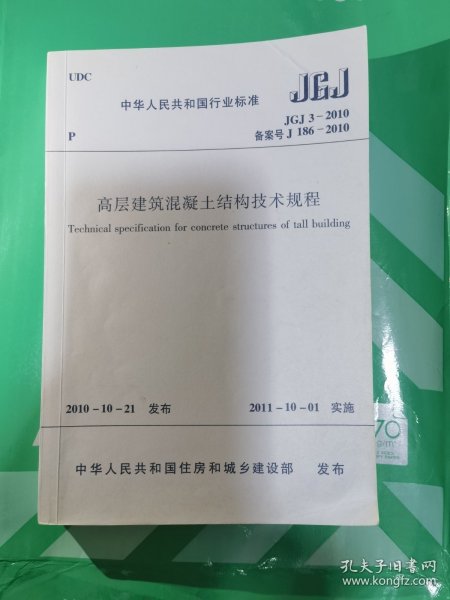 UDC
JGJ
中华人民共和国行业标准
JGJ 3-2010
P
备案号 J 186-2010
高层建筑混凝土结构技术规程
Technical specification for concrete structures of tall building
2010-10-21 发布
2011-10-01 实施
70
g/m²
中华人民共和国住房和城乡建设部 发布
孔夫子旧书网
www.kongfz.com